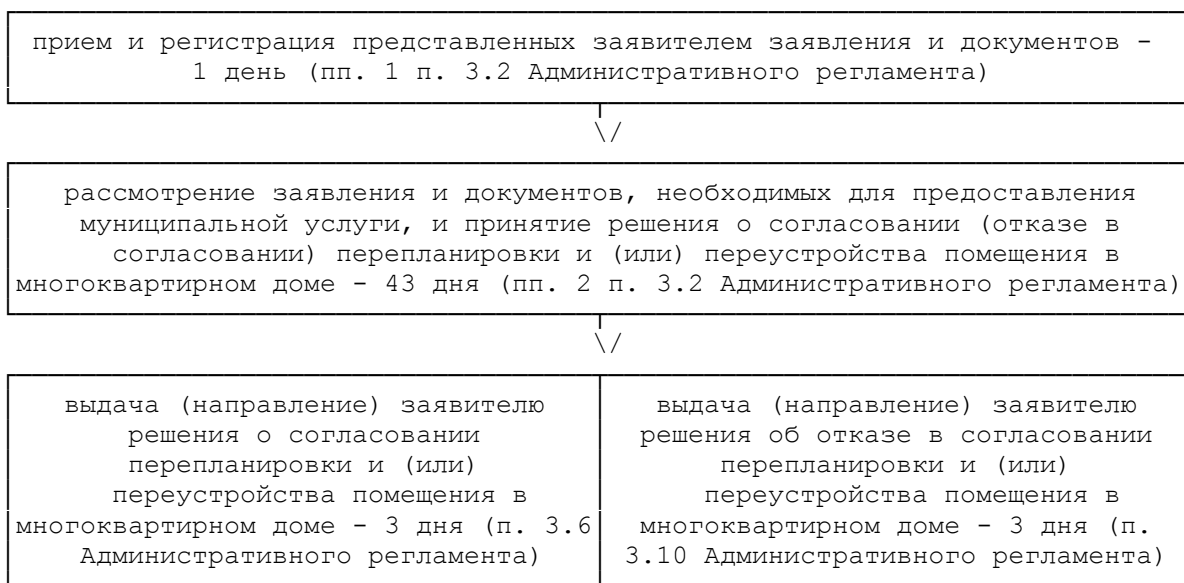 прием и регистрация представленных заявителем заявления и документов -
1 день (пп. 1 п. 3.2 Административного регламента)
\/
рассмотрение заявления и документов, необходимых для предоставления
муниципальной услуги, и принятие решения о согласовании (отказе в
согласовании) перепланировки и (или) переустройства помещения в
многоквартирном доме - 43 дня (пп. 2 п. 3.2 Административного регламента)
\/
выдача (направление) заявителю
решения о согласовании
перепланировки и (или)
переустройства помещения в
многоквартирном доме - 3 дня (п. 3.6
Административного регламента)
выдача (направление) заявителю
решения об отказе в согласовании
перепланировки и (или)
переустройства помещения в
многоквартирном доме - 3 дня (п.
3.10 Административного регламента)